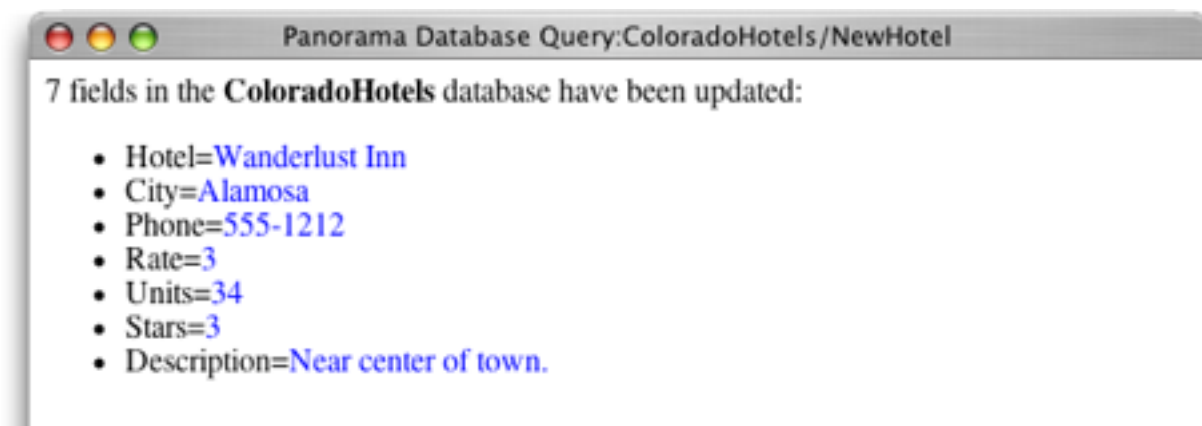 Panorama Database Query:ColoradoHotels/NewHotel
7 fields in the ColoradoHotels database have been updated:
• Hotel=Wanderlust Inn
• City=Alamosa
• Phone=555-1212
• Rate=3
• Units=34
• Stars=3
• Description=Near center of town.